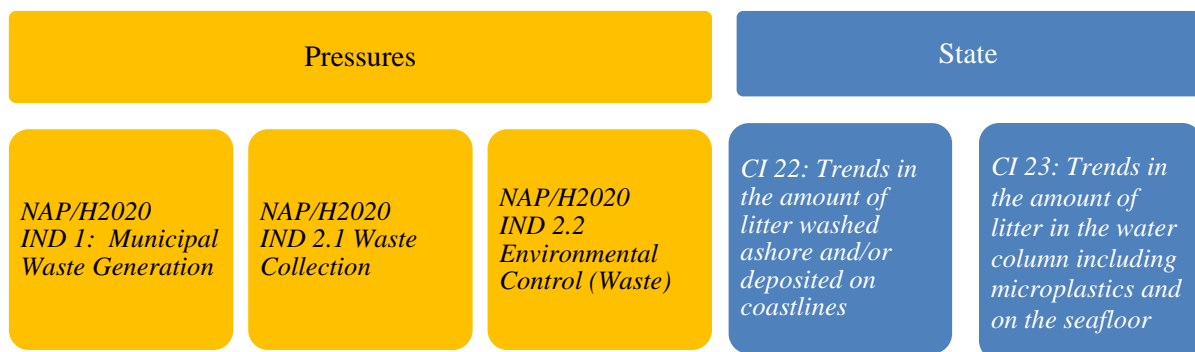 Pressures
State
NAP/H2020
IND 1:  Municipal
Waste Generation
NAP/H2020
IND 2.1 Waste
Collection
NAP/H2020
IND 2.2
Environmental
Control (Waste)
CI 22: Trends in
the amount of
litter washed
ashore and/or
deposited on
coastlines
CI 23: Trends in
the amount of
litter in the water
column including
microplastics and
on the seafloor